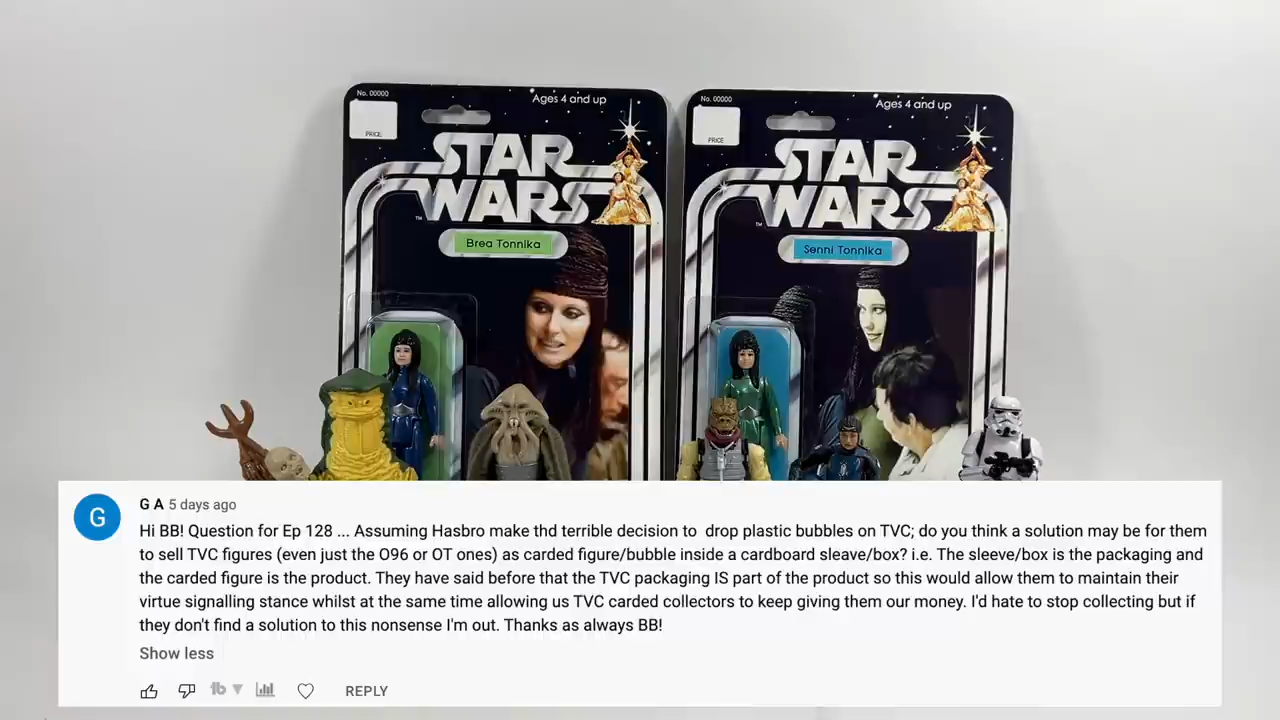 No. 00000
Ages 4 and up
PRICE
STAR
WARS
TM
Brea Tonnika
No. 00000
Ages 4 and up
PRICE
STAR
WARS
TM
Senni Tonnika
G
G A 5 days ago
Hi BB! Question for Ep 128 ... Assuming Hasbro make thd terrible decision to drop plastic bubbles on TVC; do you think a solution may be for them
to sell TVC figures (even just the O96 or OT ones) as carded figure/bubble inside a cardboard sleave/box? i.e. The sleeve/box is the packaging and
the carded figure is the product. They have said before that the TVC packaging IS part of the product so this would allow them to maintain their
virtue signalling stance whilst at the same time allowing us TVC carded collectors to keep giving them our money. I'd hate to stop collecting but if
they don't find a solution to this nonsense I'm out. Thanks as always BB!
Show less
tb
REPLY